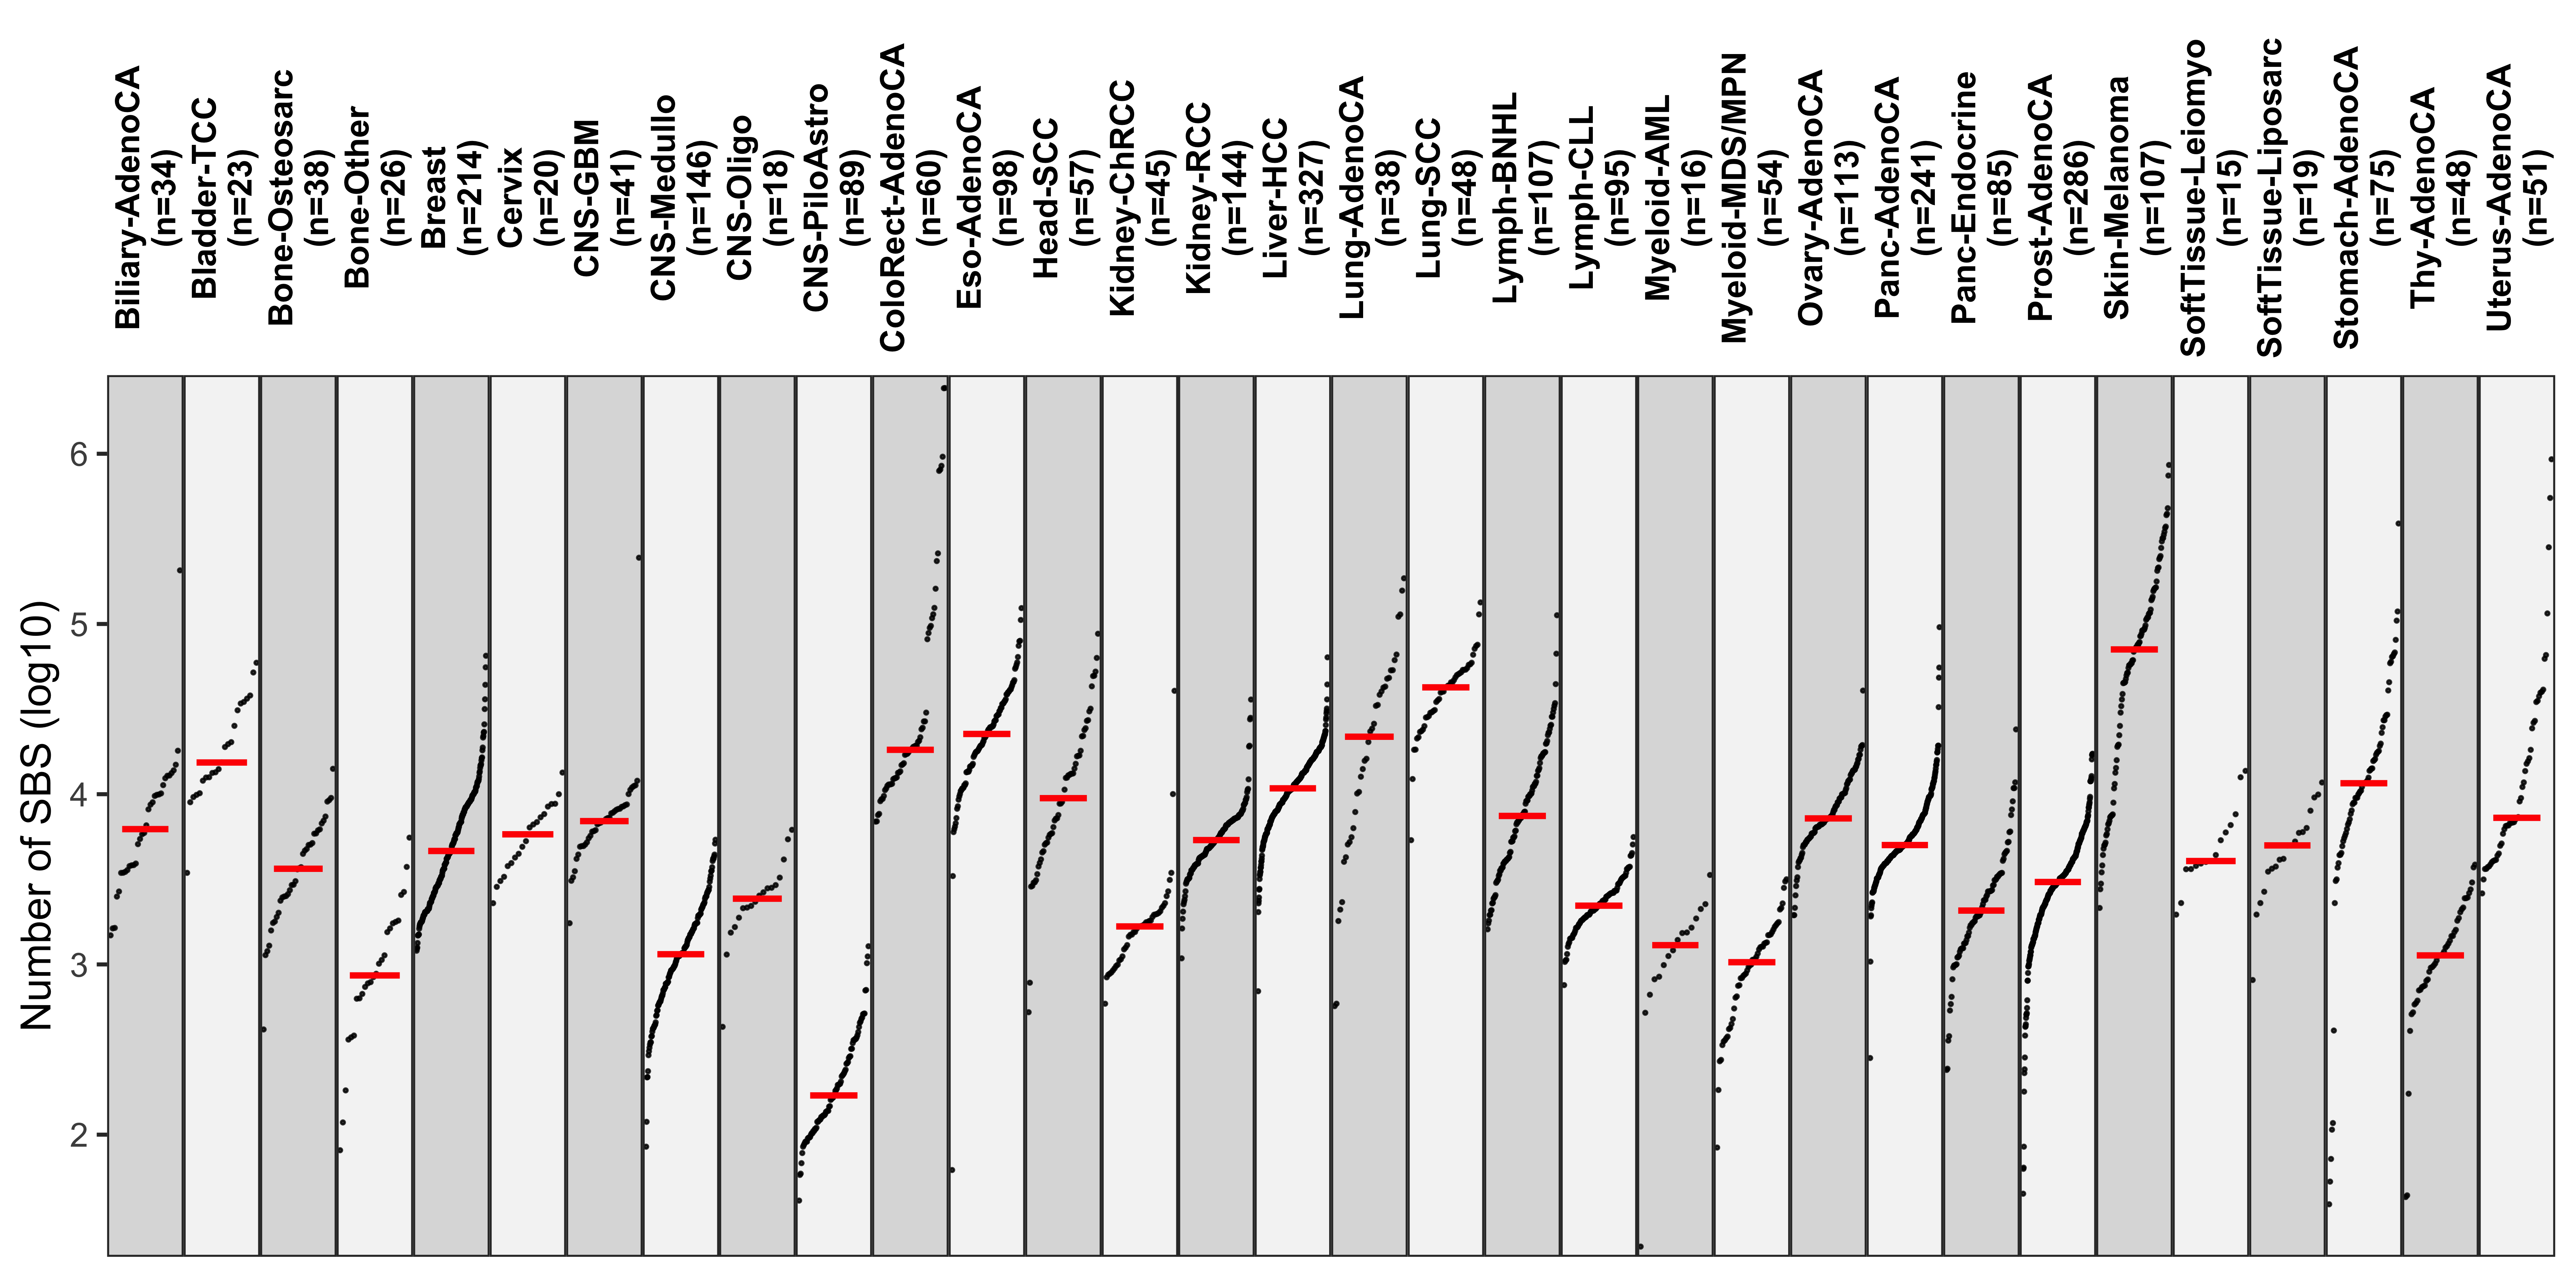 Biliary-AdenoCA
(n=34)
Bladder-TCC
(n=23)
Bone-Osteosarc
(n=38)
Bone-Other
(n=26)
Breast
(n=214)
Cervix
(n=20)
CNS-GBM
(n=41)
CNS-Medullo
(n=146)
CNS-Oligo
(n=18)
CNS-PiloAstro
(n=89)
ColoRect-AdenoCA
(n=60)
Eso-AdenoCA
(n=98)
Head-SCC
(n=57)
Kidney-ChRCC
(n=45)
Kidney-RCC
(n=144)
Liver-HCC
(n=327)
Lung-AdenoCA
(n=38)
Lung-SCC
(n=48)
Lymph-BNHL
(n=107)
Lymph-CLL
(n=95)
Myeloid-AML
(n=16)
Myeloid-MDS/MPN
(n=54)
Ovary-AdenoCA
(n=113)
Panc-AdenoCA
(n=241)
Panc-Endocrine
(n=85)
Prost-AdenoCA
(n=286)
Skin-Melanoma
(n=107)
SoftTissue-Leiomyo
(n=15)
SoftTissue-Liposarc
(n=19)
Stomach-AdenoCA
(n=75)
Thy-AdenoCA
(n=48)
Uterus-AdenoCA
(n=51)
Number of SBS (log10)
6
5
4
3
2